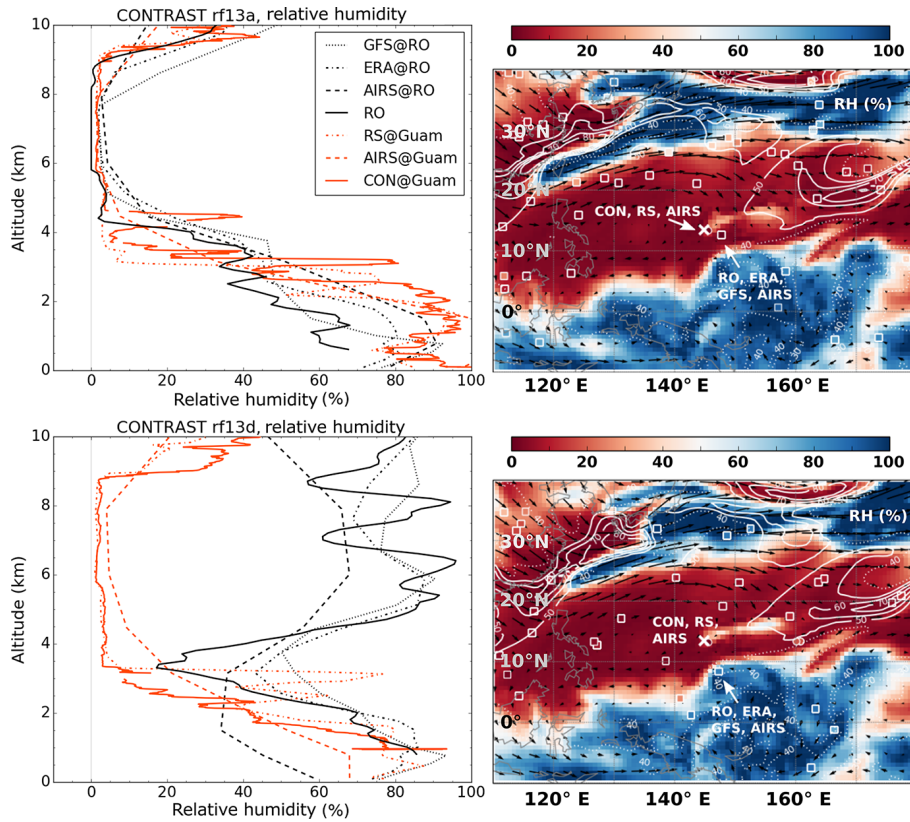 CONTRAST rf13a, relative humidity
10
8
6
4
2
0
Altitude (km)
0 20 40 60 80 100
Relative humidity (%)
GFS@RO
ERA@RO
AIRS@RO
RO
RS@Guam
AIRS@Guam
CON@Guam
0 20 40 60 80 100
RH (%)
30°N
20°N
10°N
0°
CON, RS, AIRS
RO, ERA,
GFS, AIRS
120°E 140°E 160°E
CONTRAST rf13d, relative humidity
10
8
6
4
2
0
Altitude (km)
0 20 40 60 80 100
Relative humidity (%)
0 20 40 60 80 100
RH (%)
30°N
20°N
10°N
0°
CON, RS,
AIRS
RO, ERA,
GFS, AIRS
120°E 140°E 160°E